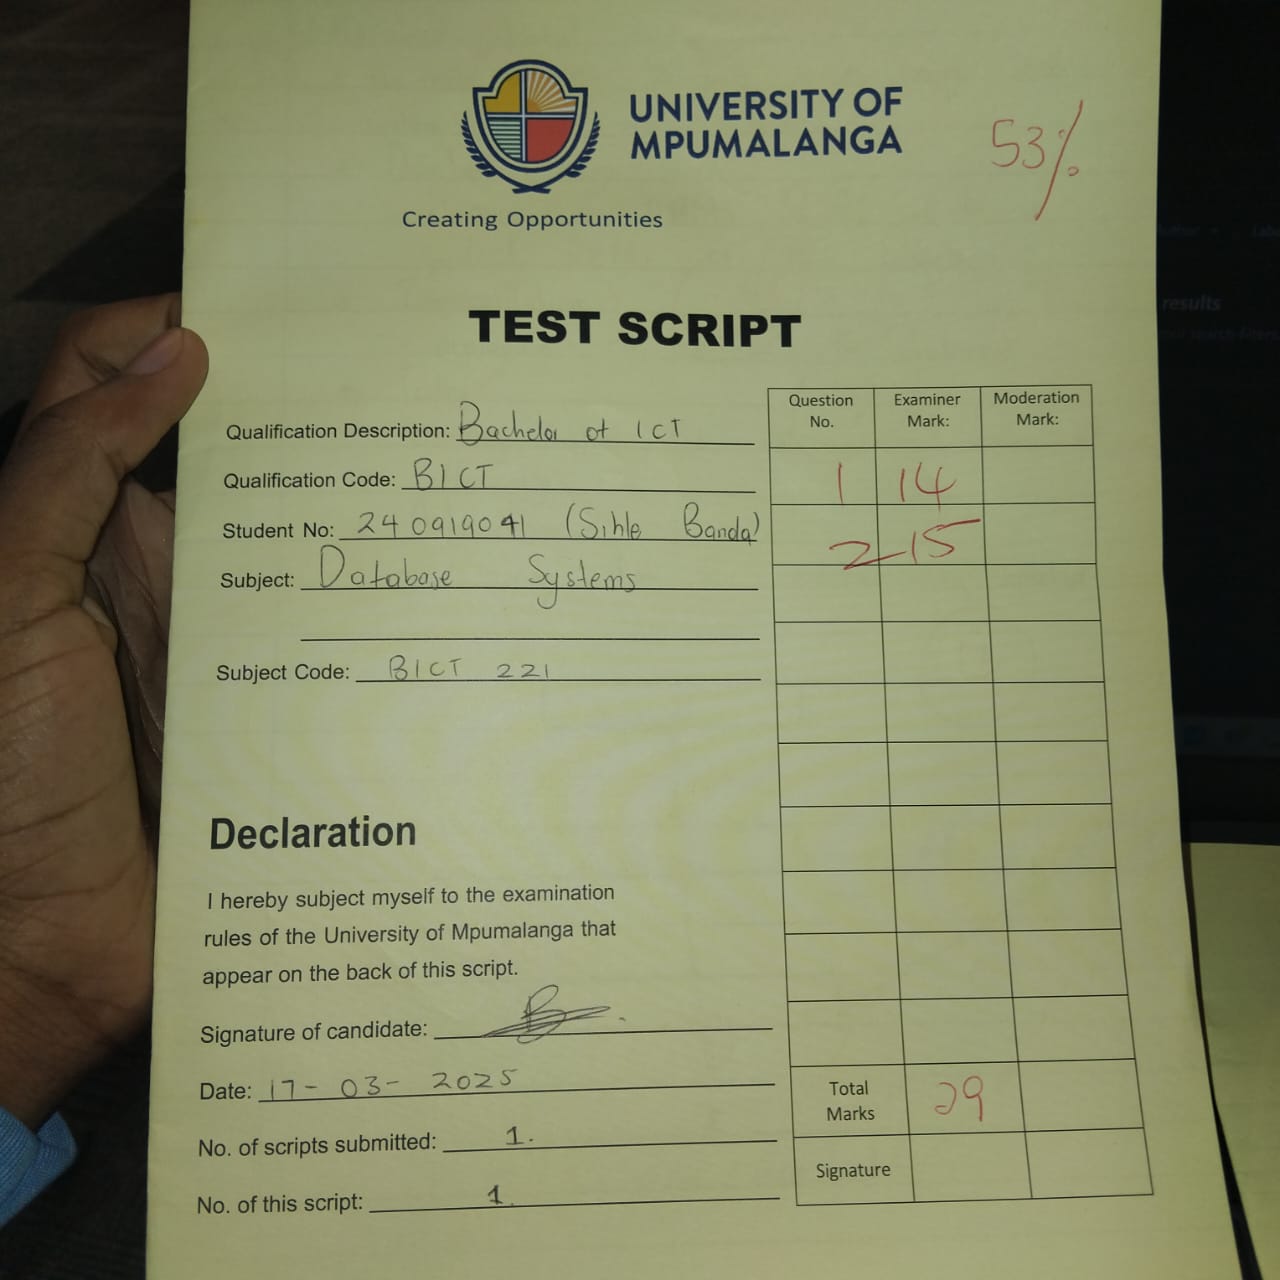 UNIVERSITY OF
MPUMALANGA
Creating Opportunities
53%
TEST SCRIPT
Qualification Description: Bachelor of ICT
Qualification Code: BICT
Student No: 240919041 (Sihle Banda)
Subject: Database Systems
Subject Code: BICT 221
Question No. Examiner Mark: Moderation Mark:
1 14
2 15
Total Marks 29
Signature
Declaration
I hereby subject myself to the examination
rules of the University of Mpumalanga that
appear on the back of this script.
Signature of candidate:
Date: 17-03-2025
No. of scripts submitted: 1.
No. of this script: 1.
results